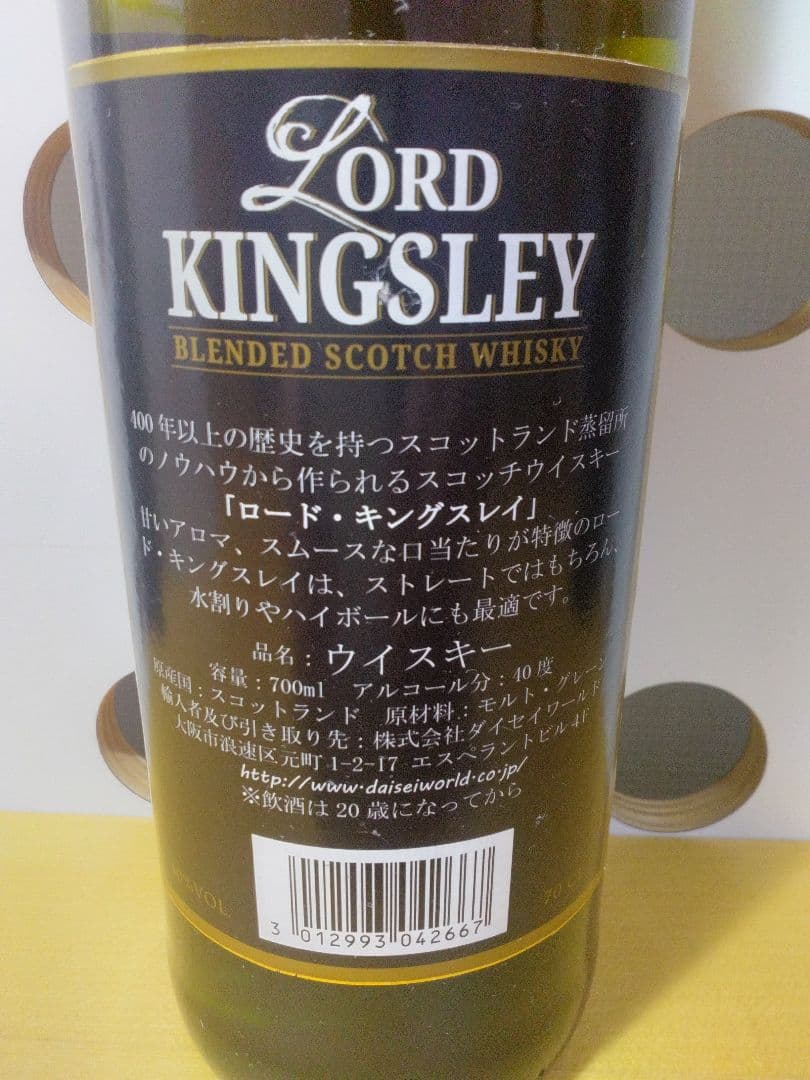 LORD
KINGSLEY
BLENDED SCOTCH WHISKY
400年以上の歴史を持つスコットランド蒸留所
のノウハウから作られるスコッチウイスキー
「ロード・キングスレイ」
甘いアロマ、スムースな口当たりが特徴のロー
ド・キングスレイは、ストレートではもちろん、
水割りやハイボールにも最適です。
品名：ウイスキー
容量：700ml アルコール分：40度
原産国：スコットランド 原材料：モルト・グレーン
輸入者及び引き取り先：株式会社ダイセイワールド
大阪市浪速区元町1-2-17 エスペラントビル4F
http://www.daiseiworld.co.jp/
※飲酒は20歳になってから
%VOL. 70
3 012993 042667